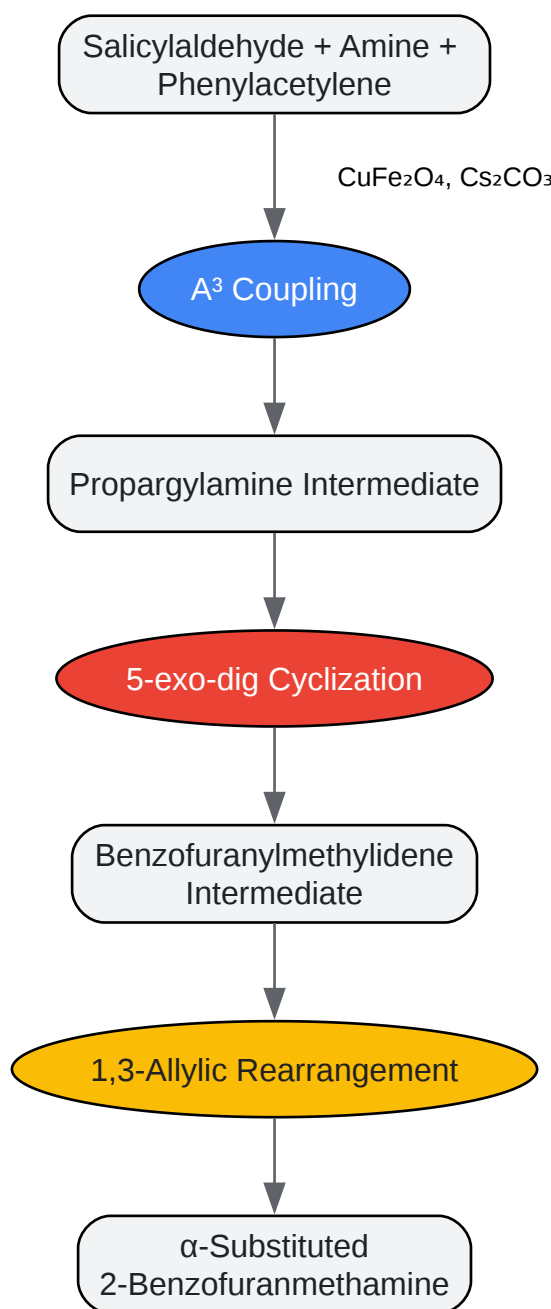 Salicylaldehyde + Amine +
Phenylacetylene
CuFe₂O₄, Cs₂CO₃
A³ Coupling
Propargylamine Intermediate
5-exo-dig Cyclization
Benzofuranylmethylidene
Intermediate
1,3-Allylic Rearrangement
α-Substituted
2-Benzofuranmethamine